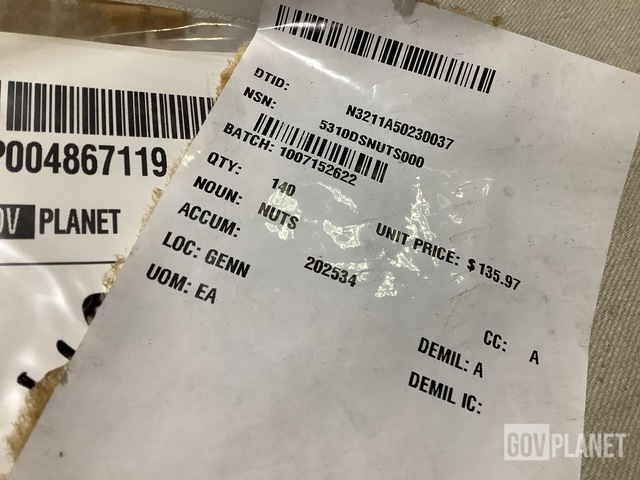 DTID: N3211A50230037
NSN: 5310DSNUTS000
BATCH: 1007152622
QTY: 140
NOUN: NUTS UNIT PRICE: $ 135.97
ACCUM: 202534
LOC: GENN
UOM: EA
CC: A
DEMIL: A
DEMIL IC:
P004867119
GOV PLANET
GOVPLANET